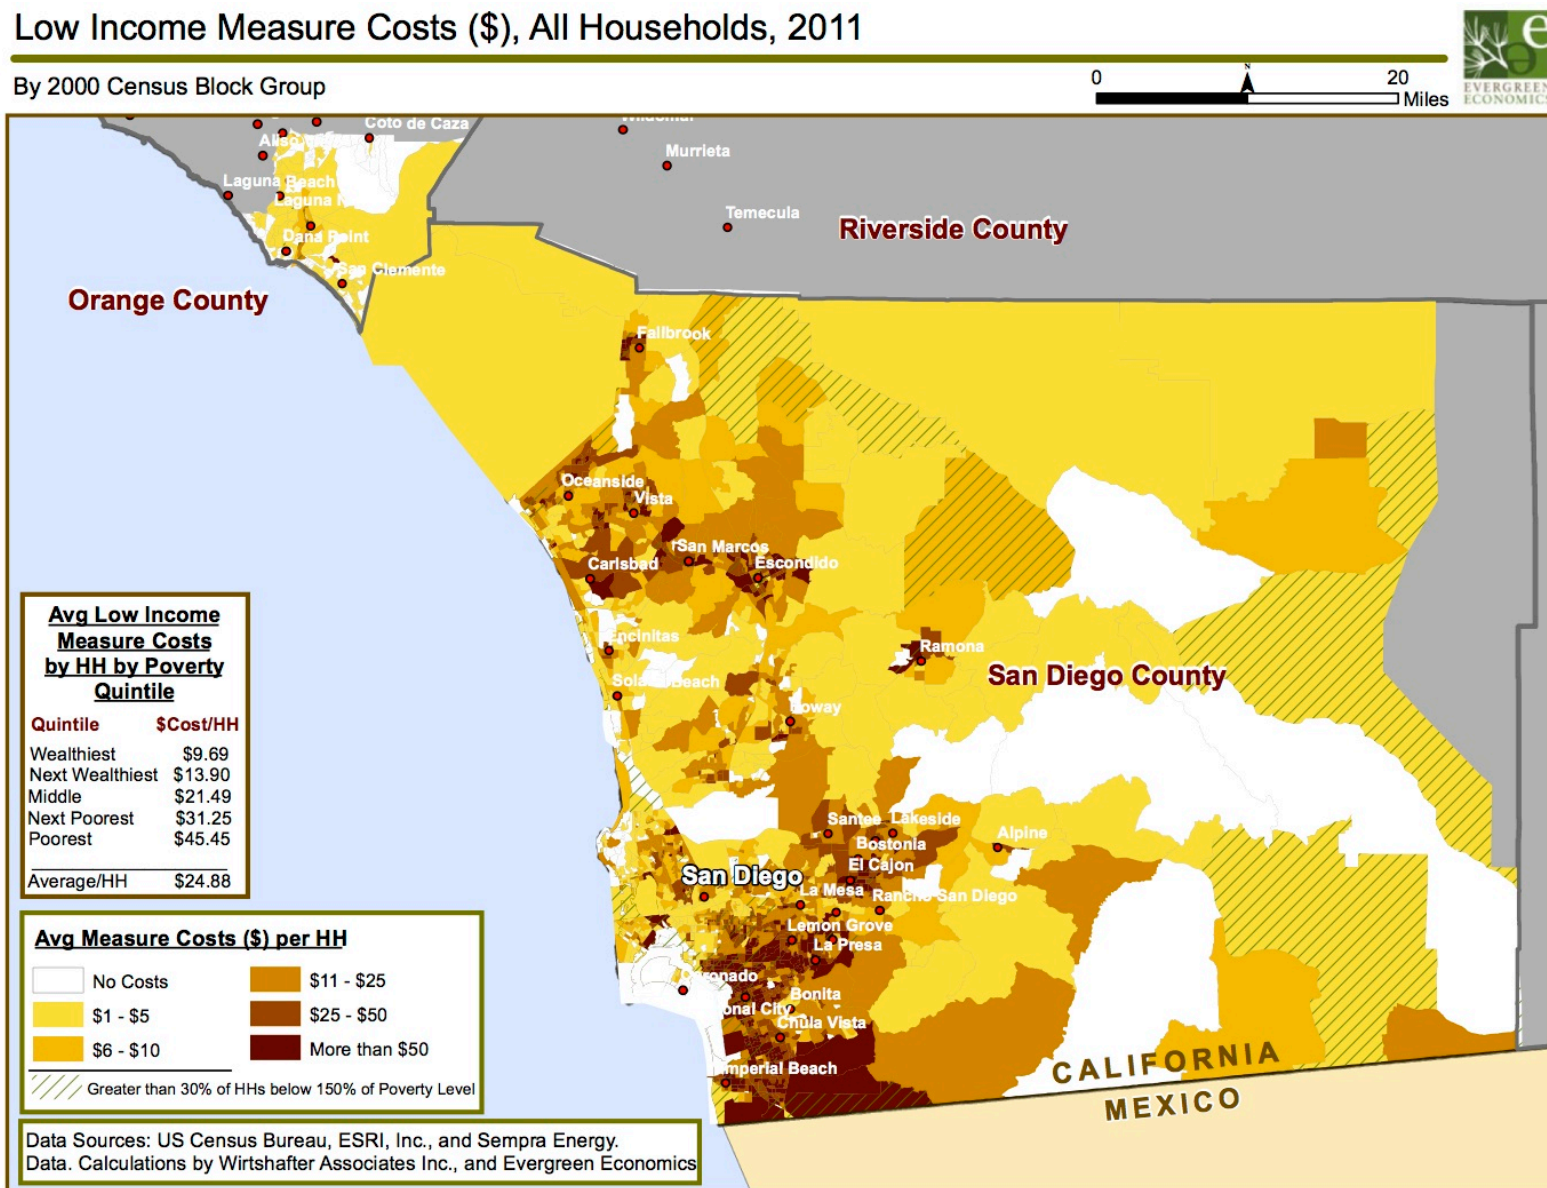 Low Income Measure Costs ($), All Households, 2011
By 2000 Census Block Group
0 N 20
Miles
e
EVERGREEN
ECONOMICS
Coto de Caza
Murrieta
Laguna Beach
Laguna
Temecula
Riverside County
Dana Point
San Clemente
Orange County
Fallbrook
Oceanside
Vista
San Marcos
Escondido
Carlsbad
Encinitas
Ramona
San Diego County
Beach
Santee
Lakeside
Alpine
Bostonia
El Cajon
San Diego
La Mesa
Rancho San Diego
Lemon Grove
La Presa
Bonita
City
Chula Vista
Imperial Beach
CALIFORNIA
MEXICO
Avg Low Income
Measure Costs
by HH by Poverty
Quintile
Quintile $Cost/HH
Wealthiest $9.69
Next Wealthiest $13.90
Middle $21.49
Next Poorest $31.25
Poorest $45.45
Average/HH $24.88
Avg Measure Costs ($) per HH
No Costs
$1 - $5
$6 - $10
$11 - $25
$25 - $50
More than $50
Greater than 30% of HHs below 150% of Poverty Level
Data Sources: US Census Bureau, ESRI, Inc., and Sempra Energy.
Data. Calculations by Wirtshafter Associates Inc., and Evergreen Economics